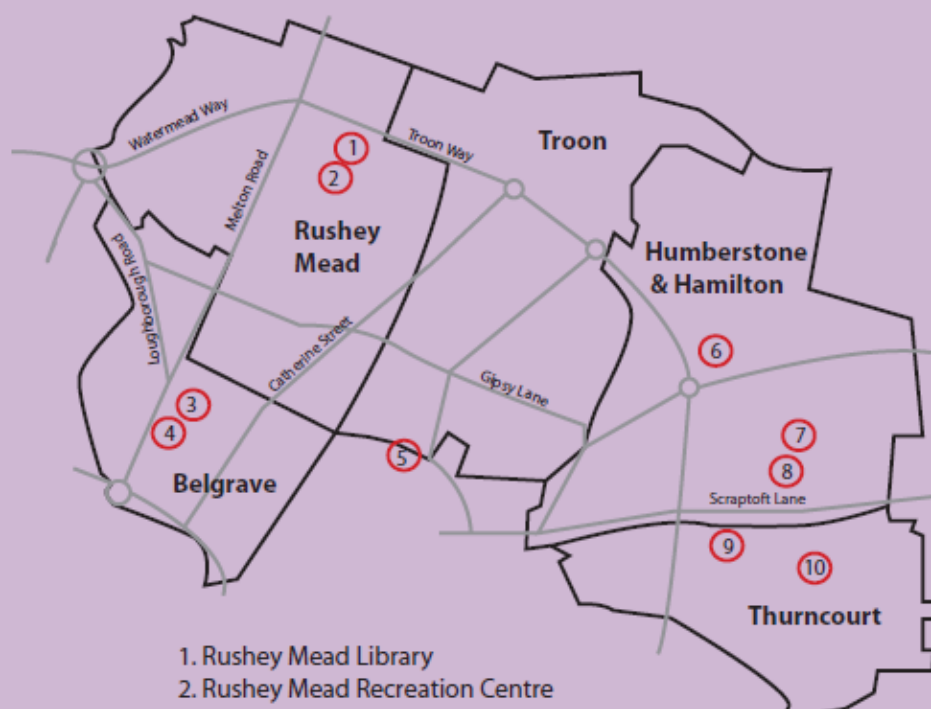 Watermead Way
Troon Way
Troon
1
2
Melton Road
Rushey
Mead
Humberstone
& Hamilton
Loughborough Road
Catherine Street
Gipsy Lane
6
3
4
5
7
8
Belgrave
Scraptoft Lane
9
10
Thurncourt
1. Rushey Mead Library
2. Rushey Mead Recreation Centre